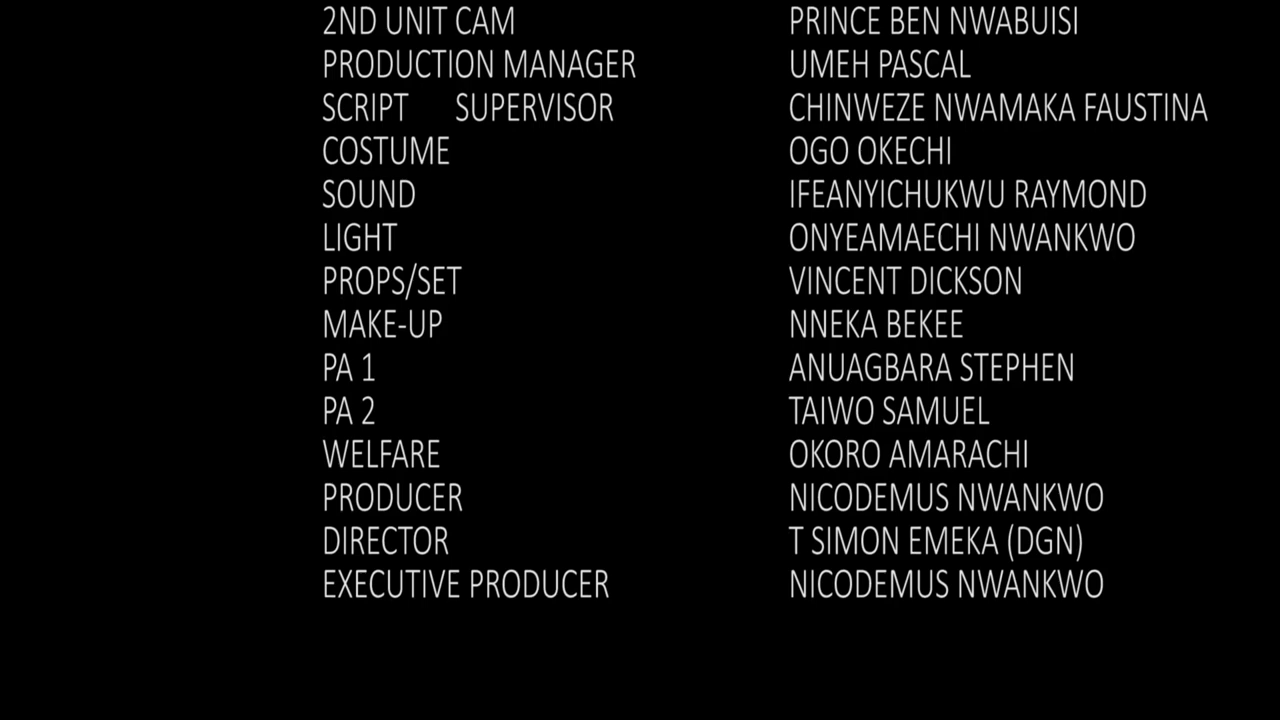 2ND UNIT CAM PRINCE BEN NWABUISI
PRODUCTION MANAGER UMEH PASCAL
SCRIPT SUPERVISOR CHINWEZE NWAMAKA FAUSTINA
COSTUME OGO OKECHI
SOUND IFEANYICHUKWU RAYMOND
LIGHT ONYEAMAECHI NWANKWO
PROPS/SET VINCENT DICKSON
MAKE-UP NNEKA BEKEE
PA 1 ANUAGBARA STEPHEN
PA 2 TAIWO SAMUEL
WELFARE OKORO AMARACHI
PRODUCER NICODEMUS NWANKWO
DIRECTOR T SIMON EMEKA (DGN)
EXECUTIVE PRODUCER NICODEMUS NWANKWO